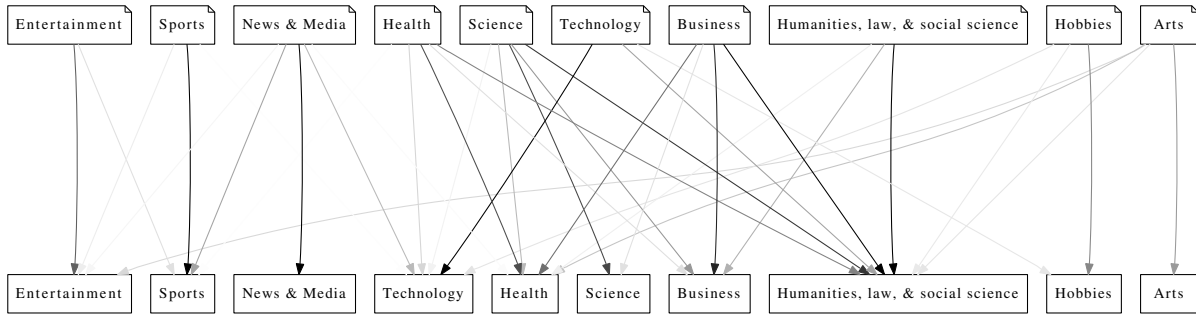 Entertainment Sports News & Media Health Science Technology Business Humanities, law, & social science Hobbies Arts
Entertainment Sports News & Media Technology Health Science Business Humanities, law, & social science Hobbies Arts